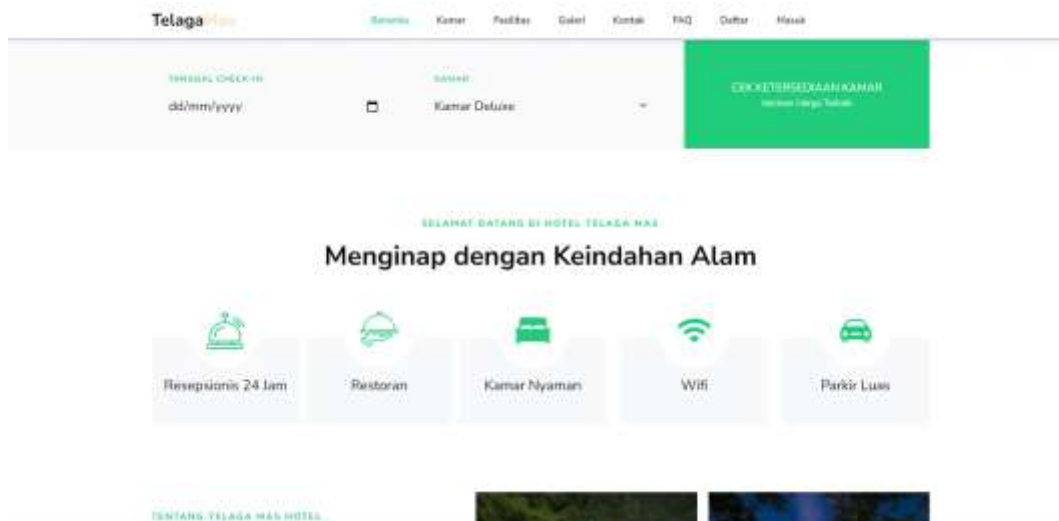 TelagaMas Beranda Kamar Fasilitas Galeri Kontak FAQ Daftar Masuk
TANGGAL CHECK-IN KAMAR
dd/mm/yyyy Kamar Deluxe
CEK KETERSEDIAAN KAMAR
SELAMAT DATANG DI HOTEL TELAGA MAS
Menginap dengan Keindahan Alam
Resepsionis 24 Jam Restoran Kamar Nyaman Wifi Parkir Luas
TENTANG TELAGA MAS HOTEL